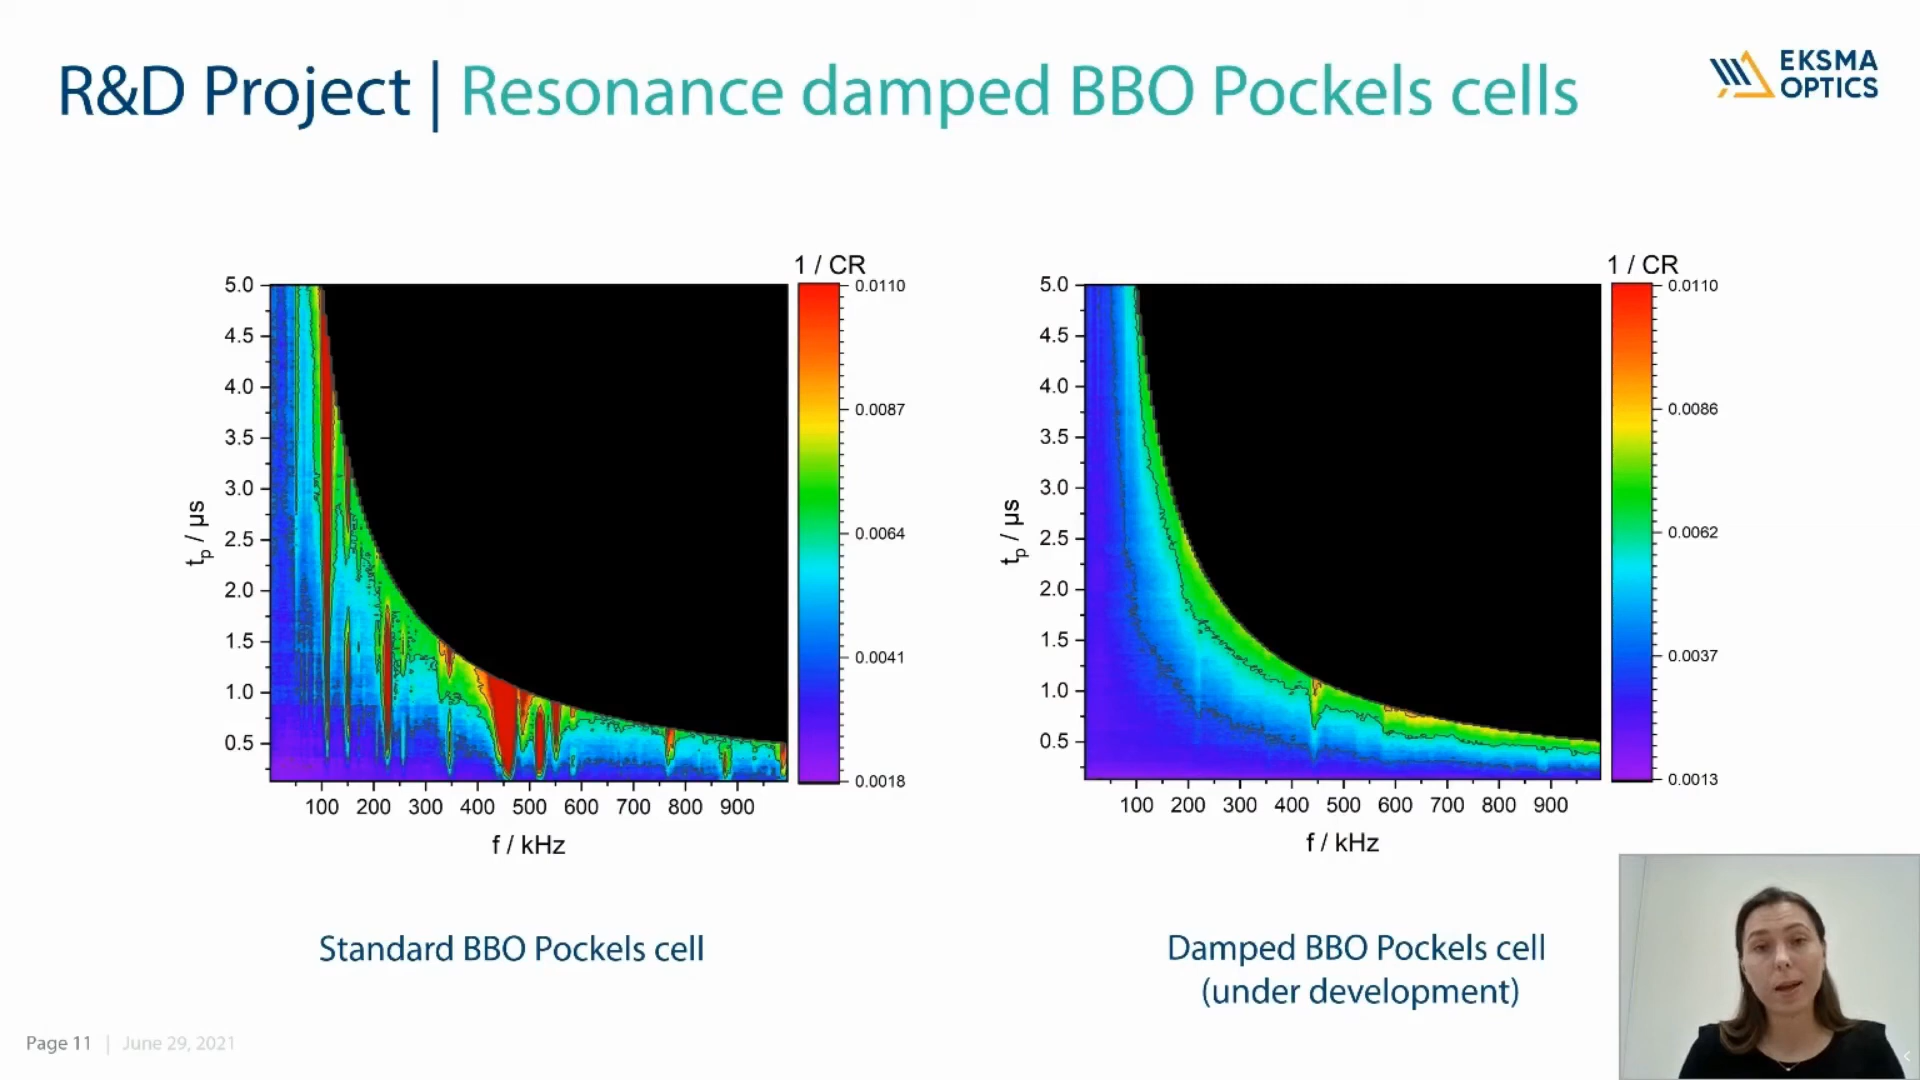 R&D Project | Resonance damped BBO Pockels cells
EKSMA
OPTICS
1 / CR
0.0110
0.0087
0.0064
0.0041
0.0018
5.0
4.5
4.0
3.5
3.0
2.5
2.0
1.5
1.0
0.5
tp / µs
100 200 300 400 500 600 700 800 900
f / kHz
Standard BBO Pockels cell
1 / CR
0.0110
0.0086
0.0062
0.0037
0.0013
5.0
4.5
4.0
3.5
3.0
2.5
2.0
1.5
1.0
0.5
tp / µs
100 200 300 400 500 600 700 800 900
f / kHz
Damped BBO Pockels cell
(under development)
Page 11 | June 29, 2021